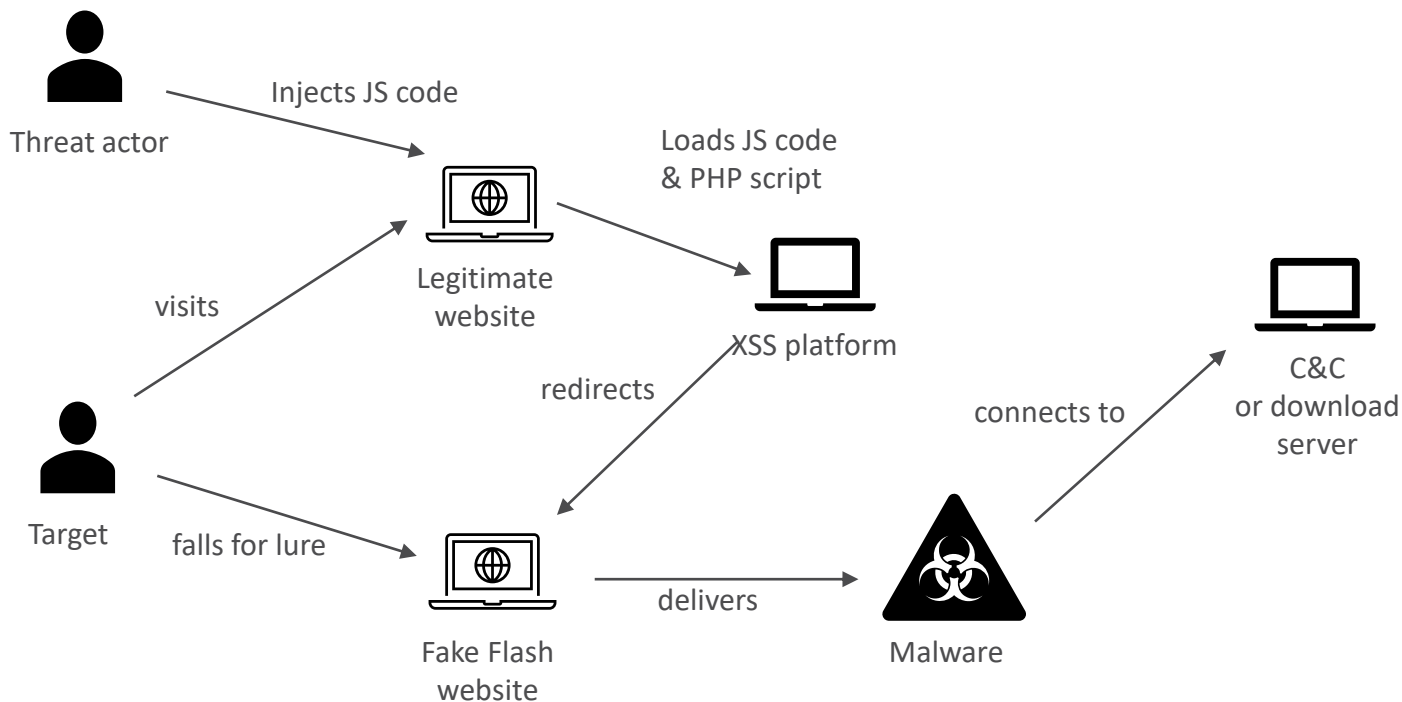 Injects JS code
Threat actor
Loads JS code
& PHP script
Legitimate
website
visits
XSS platform
redirects
C&C
or download
server
connects to
Target
falls for lure
delivers
Fake Flash
website
Malware